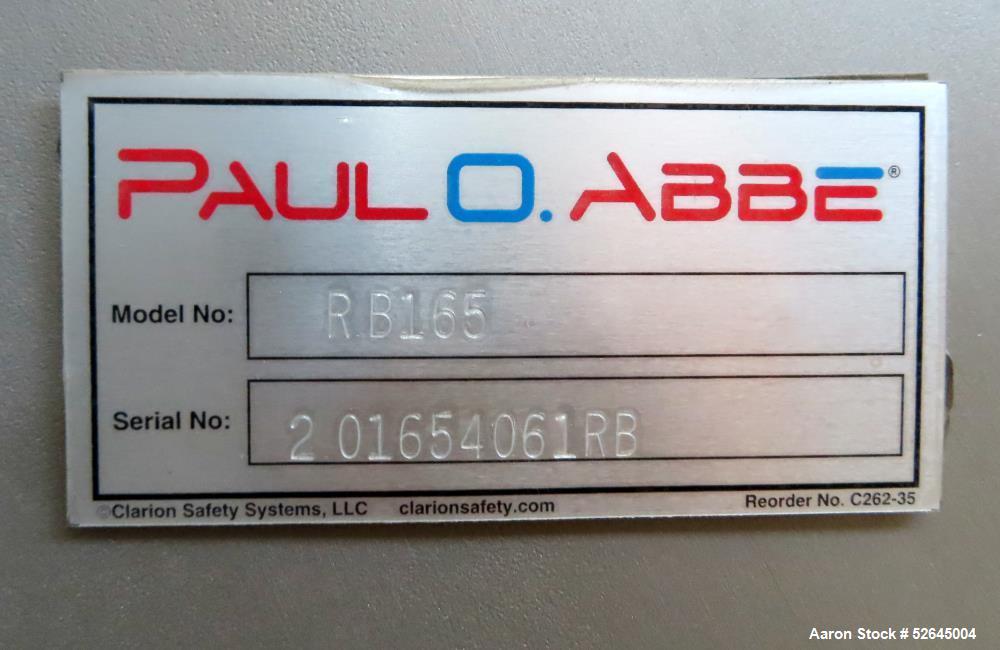 PAUL O. ABBE®
Model No: RB165
Serial No: 2 01654061RB
©Clarion Safety Systems, LLC clarionsafety.com Reorder No. C262-35
Aaron Stock # 52645004